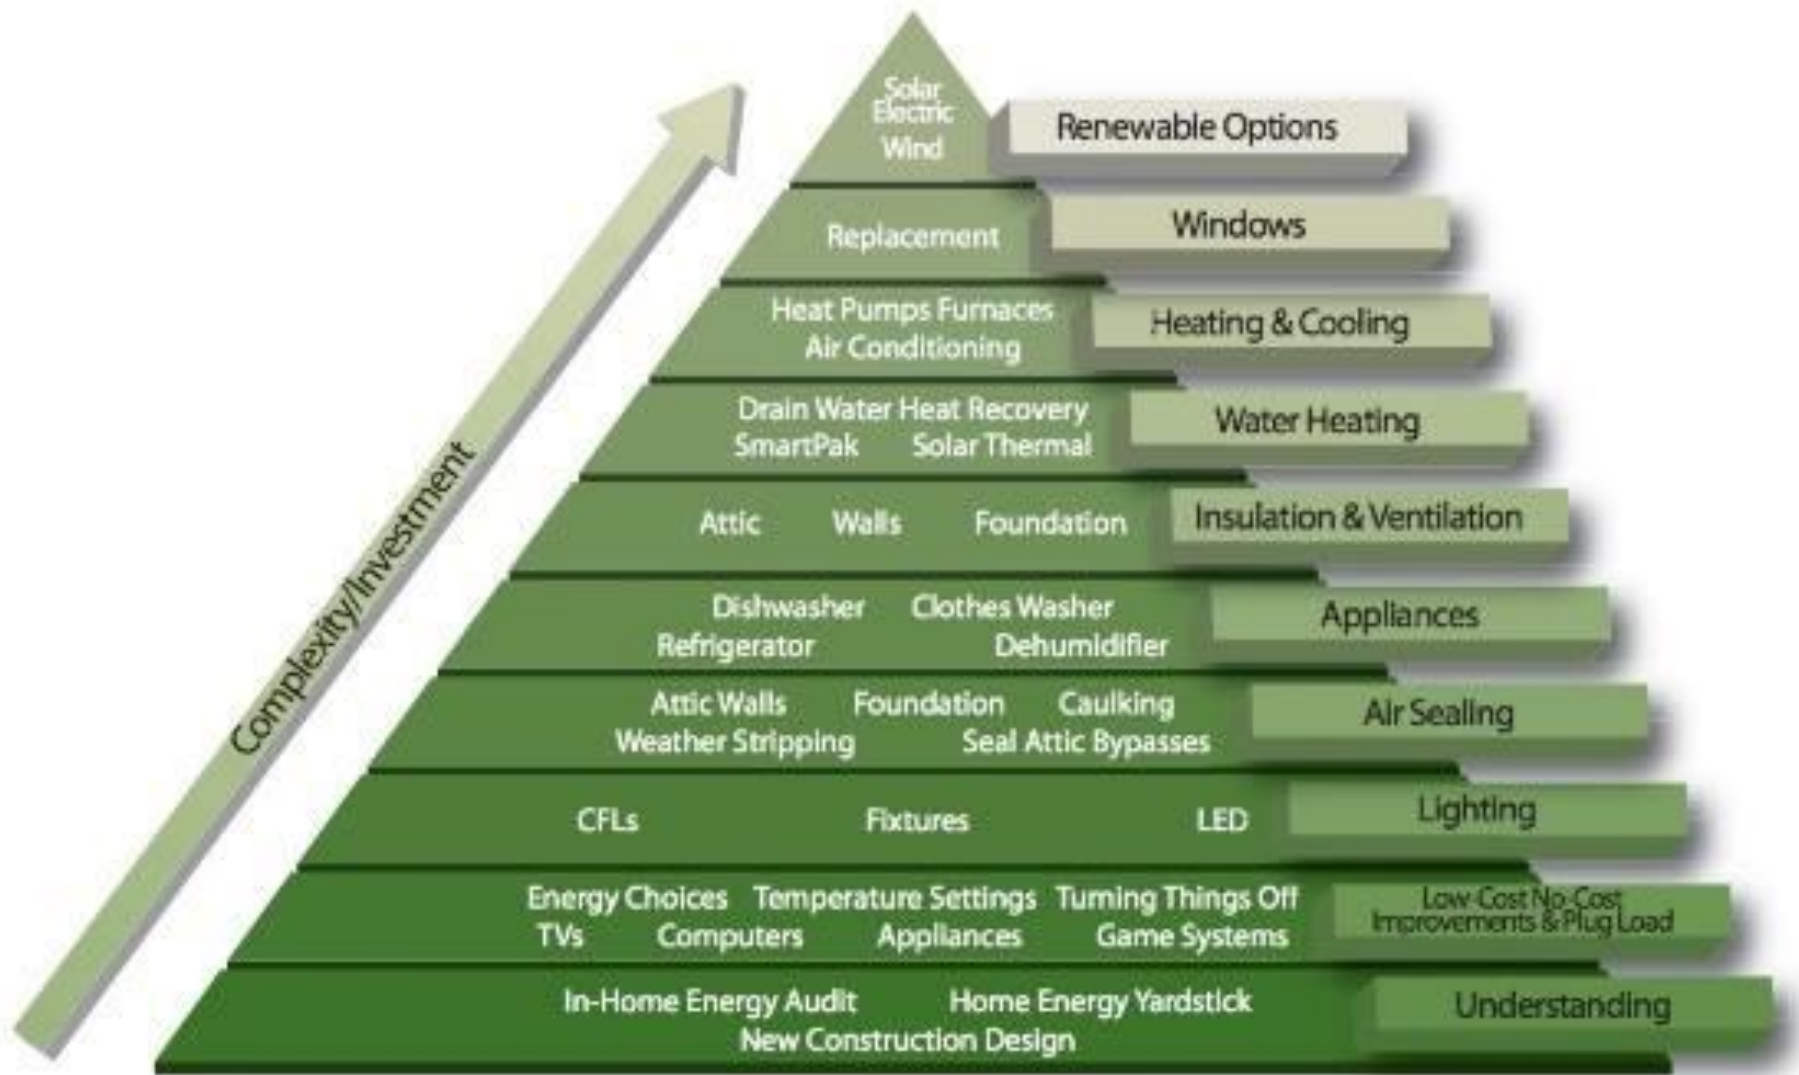 Solar
Electric
Wind
Renewable Options
Replacement
Windows
Heat Pumps Furnaces
Air Conditioning
Heating & Cooling
Drain Water Heat Recovery
SmartPak Solar Thermal
Water Heating
Attic Walls Foundation
Insulation & Ventilation
Dishwasher Clothes Washer
Refrigerator Dehumidifier
Appliances
Attic Walls Foundation Caulking
Weather Stripping Seal Attic Bypasses
Air Sealing
CFLs Fixtures LED
Lighting
Energy Choices Temperature Settings Turning Things Off
TVs Computers Appliances Game Systems
Low-Cost No-Cost
Improvements & Plug Load
In-Home Energy Audit Home Energy Yardstick
New Construction Design
Understanding
Complexity/Investment